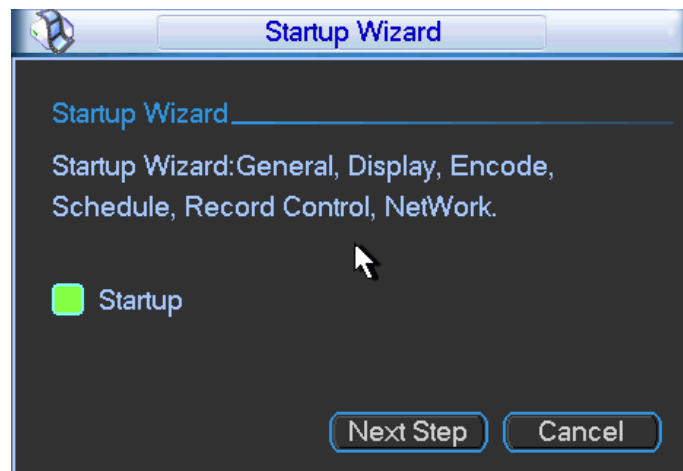 Startup Wizard
Startup Wizard
Startup Wizard:General, Display, Encode,
Schedule, Record Control, NetWork.
Startup
Next Step Cancel